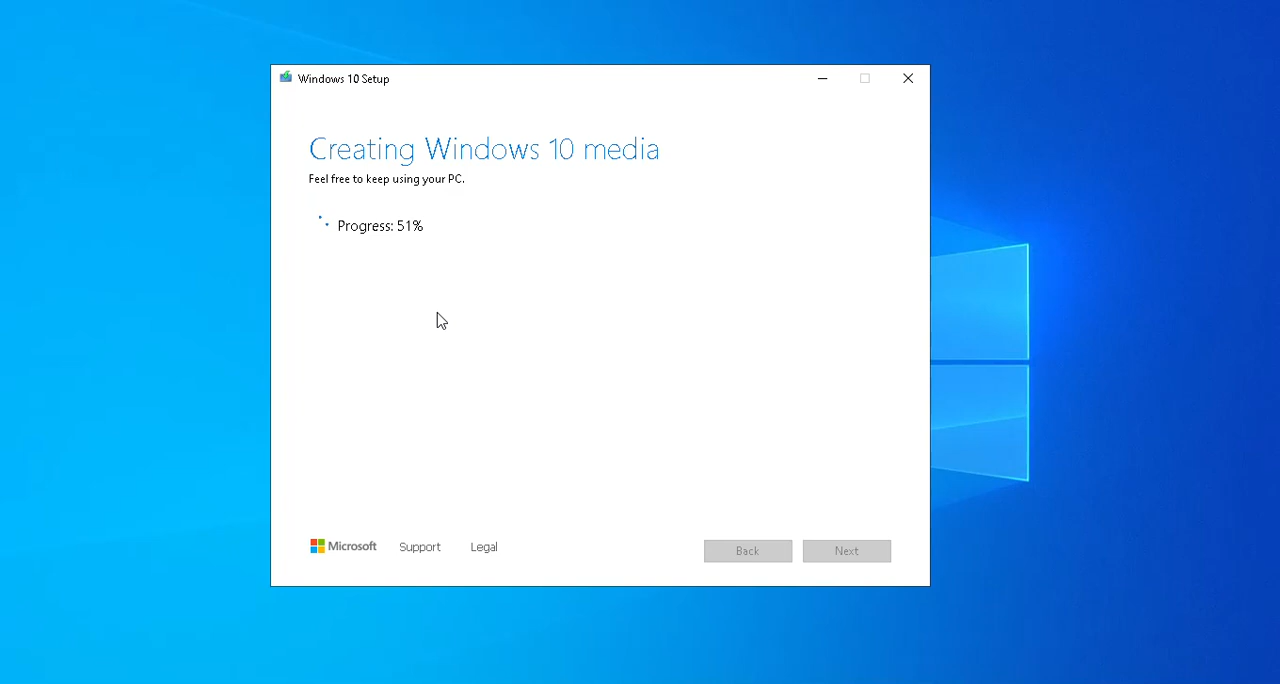 Windows 10 Setup
Creating Windows 10 media
Feel free to keep using your PC.
Progress: 51%
Microsoft Support Legal Back Next